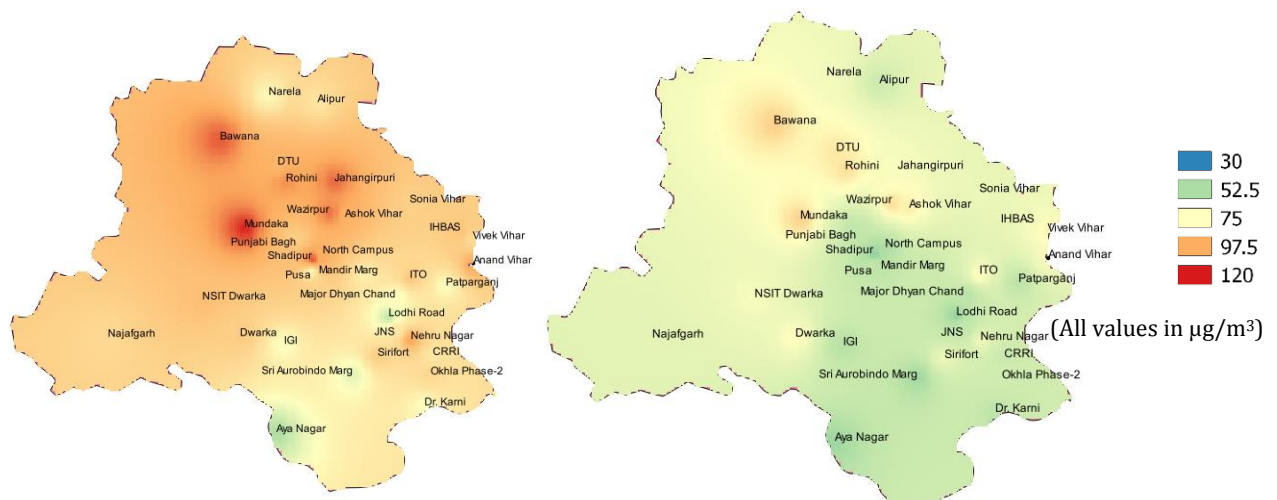 Narela
Alipur
Bawana
DTU
Rohini
Jahangirpuri
Sonia Vihar
Wazirpur
Ashok Vihar
Mundaka
IHBAS
Vivek Vihar
Punjabi Bagh
North Campus
Shadipur
Anand Vihar
Pusa
Mandir Marg
ITO
Patparganj
NSIT Dwarka
Major Dhyan Chand
Lodhi Road
Najafgarh
Dwarka
IGI
JNS
Nehru Nagar
Sirifort
CRRI
Sri Aurobindo Marg
Okhla Phase-2
Dr. Karni
Aya Nagar
Narela
Alipur
Bawana
DTU
Rohini
Jahangirpuri
Sonia Vihar
Wazirpur
Ashok Vihar
Mundaka
IHBAS
Vivek Vihar
Punjabi Bagh
North Campus
Shadipur
Anand Vihar
Pusa
Mandir Marg
ITO
Patparganj
NSIT Dwarka
Major Dhyan Chand
Lodhi Road
Najafgarh
Dwarka
IGI
JNS
Nehru Nagar
Sirifort
CRRI
Sri Aurobindo Marg
Okhla Phase-2
Dr. Karni
Aya Nagar
30
52.5
75
97.5
120
(All values in µg/m³)